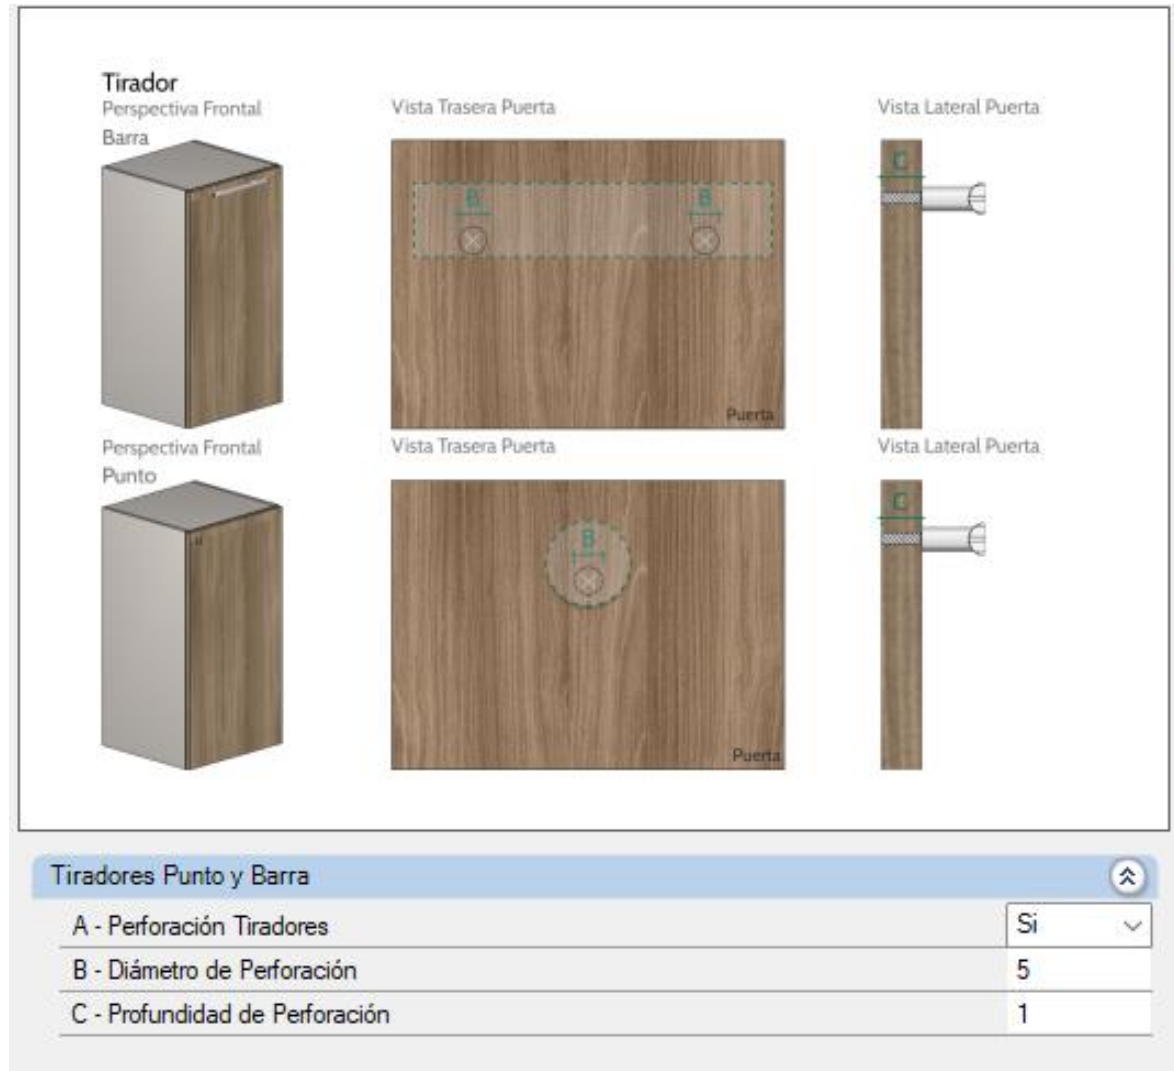 Tirador
Perspectiva Frontal
Vista Trasera Puerta
Vista Lateral Puerta
Barra
C
B
B
Puerta
Perspectiva Frontal
Vista Trasera Puerta
Vista Lateral Puerta
Punto
C
B
Puerta
Tiradores Punto y Barra
A - Perforación Tiradores
Si
B - Diámetro de Perforación
5
C - Profundidad de Perforación
1